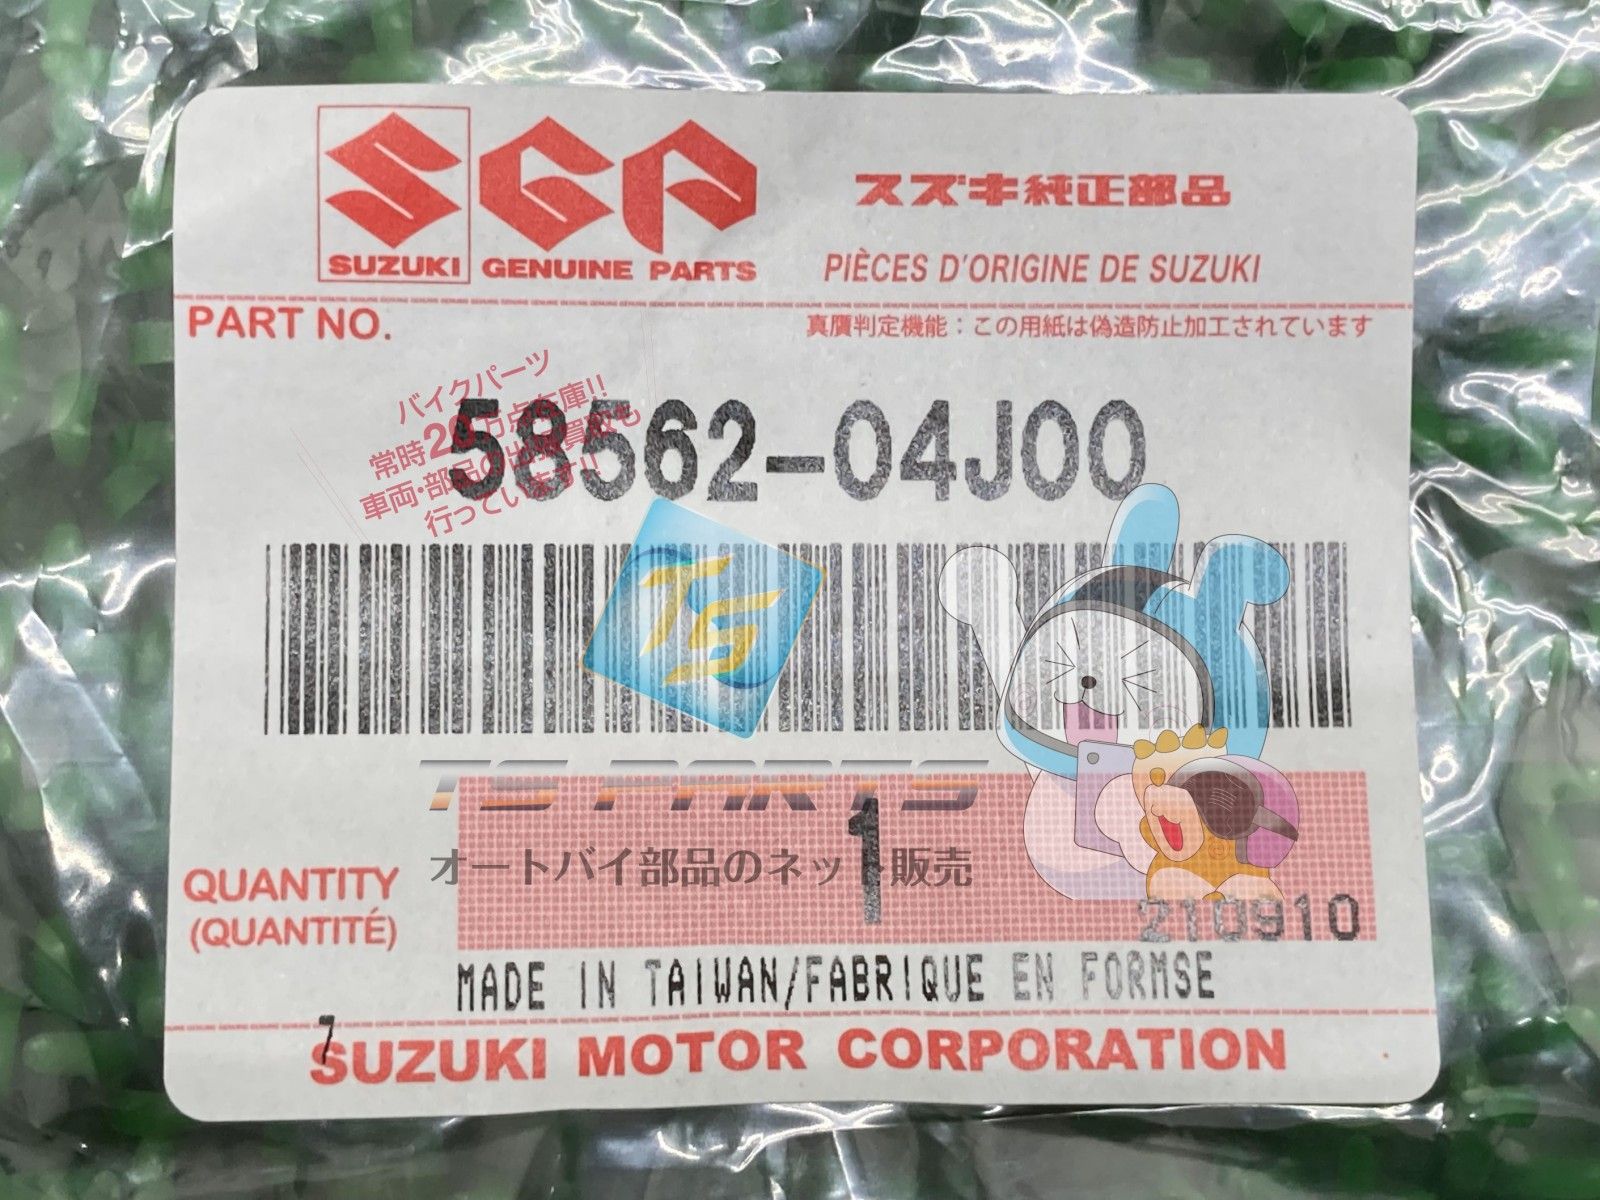 SUZUKI GENUINE PARTS
スズキ純正部品
PIÈCES D'ORIGINE DE SUZUKI
PART NO.
真贋判定機能：この用紙は偽造防止加工されています
バイクパーツ
常時20万点在庫!!
車両・部品の出張買取も
行っています!!
58562-04J00
TS
TS PARTS
オートバイ部品のネット販売
QUANTITY
(QUANTITÉ)
1
210910
MADE IN TAIWAN/FABRIQUE EN FORMSE
7
SUZUKI MOTOR CORPORATION